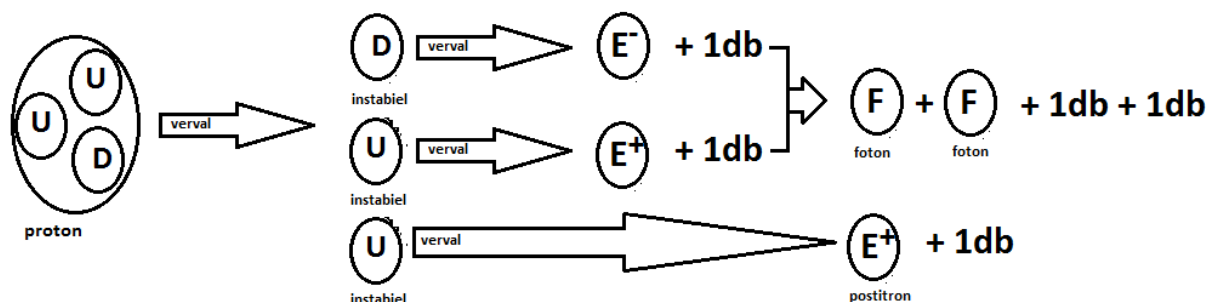 U
U
D
proton
verval
D
instabiel
verval
E⁻ + 1db
U
instabiel
verval
E⁺ + 1db
F + F + 1db + 1db
foton
foton
U
instabiel
verval
E⁺ + 1db
postitron